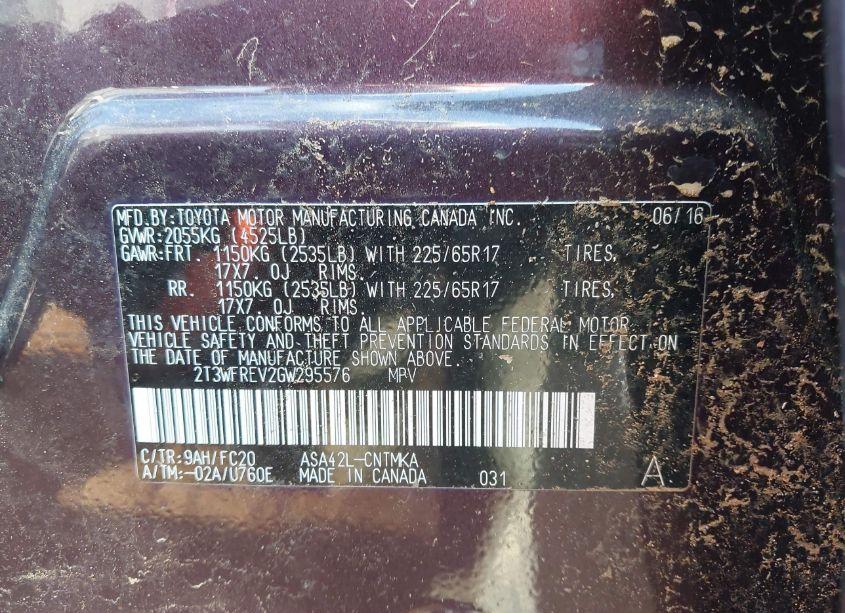 MFD.BY:TOYOTA MOTOR MANUFACTURING CANADA INC. 06/16
GVWR:2055KG (4525LB)
GAWR:FRT. 1150KG (2535LB) WITH 225/65R17 TIRES,
17X7.0J RIMS.
RR. 1150KG (2535LB) WITH 225/65R17 TIRES,
17X7.0J RIMS.
THIS VEHICLE CONFORMS TO ALL APPLICABLE FEDERAL MOTOR
VEHICLE SAFETY AND THEFT PREVENTION STANDARDS IN EFFECT ON
THE DATE OF MANUFACTURE SHOWN ABOVE.
2T3WFREV2GW295576 MPV
C/TR:9AH/FC20 ASA42L-CNTMKA
A/TM:-02A/U760E MADE IN CANADA 031 A